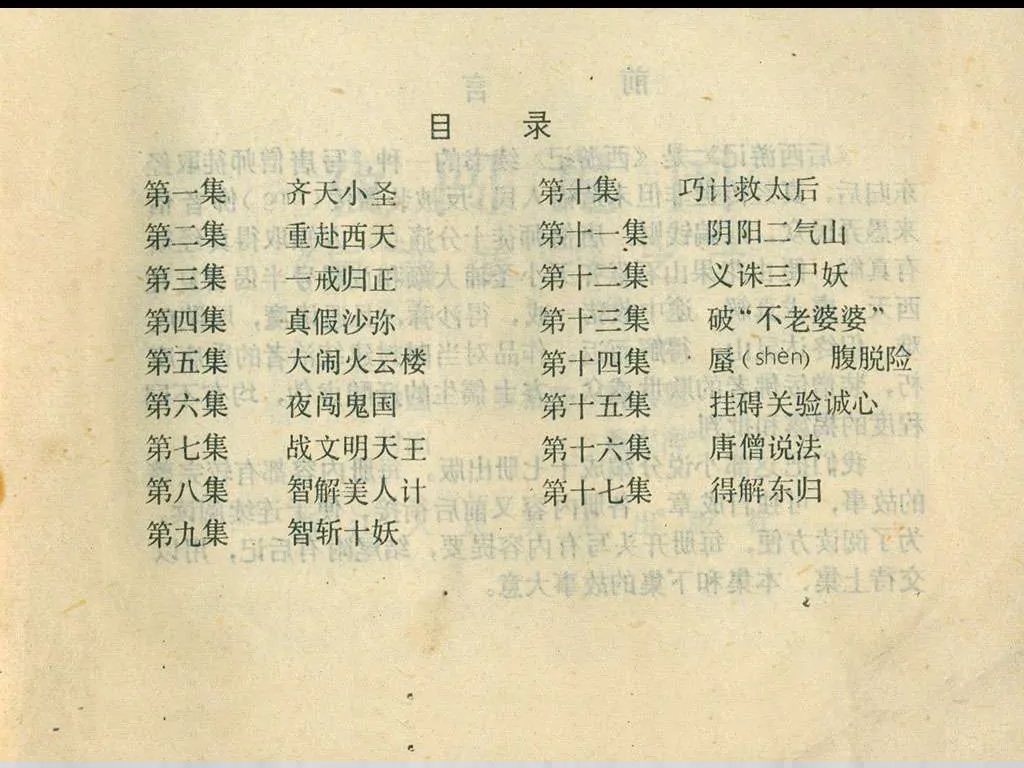 目 录
第一集 齐天小圣
第二集 重赴西天
第三集 一戒归正
第四集 真假沙弥
第五集 大闹火云楼
第六集 夜闯鬼国
第七集 战文明天王
第八集 智解美人计
第九集 智斩十妖
第十集 巧计救太后
第十一集 阴阳二气山
第十二集 义诛三尸妖
第十三集 破“不老婆婆”
第十四集 蜃(shèn)腹脱险
第十五集 挂碍关验诚心
第十六集 唐僧说法
第十七集 得解东归